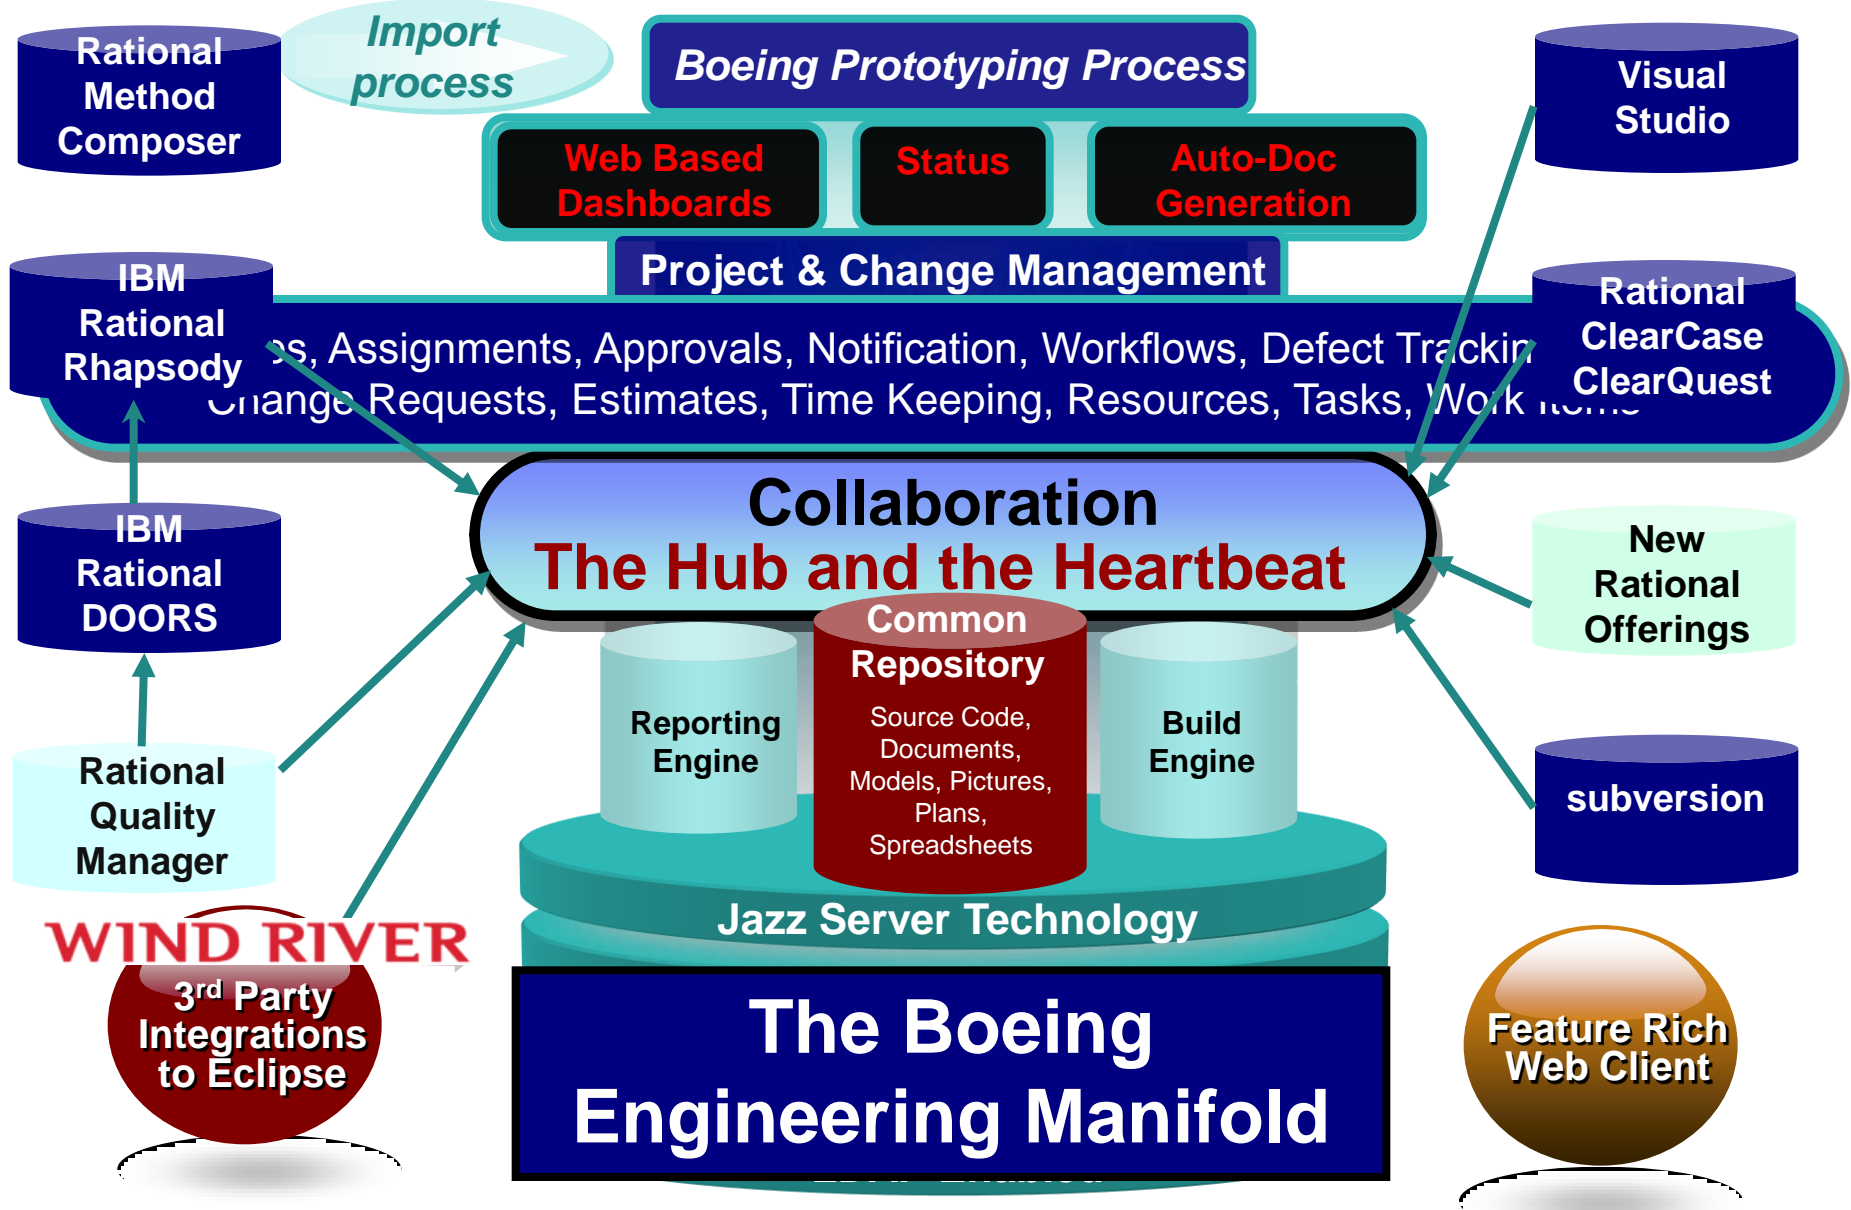 Rational
Method
Composer
Import
process
Boeing Prototyping Process
Visual
Studio
Web Based
Dashboards
Status
Auto-Doc
Generation
Project & Change Management
IBM
Rational
Rhapsody
Assignments, Approvals, Notification, Workflows, Defect
Change Requests, Estimates, Time Keeping, Resources, Tasks, Work Items
Rational
ClearCase
ClearQuest
Collaboration
The Hub and the Heartbeat
IBM
Rational
DOORS
New
Rational
Offerings
Common
Repository
Source Code,
Documents,
Models, Pictures,
Plans,
Spreadsheets
Reporting
Engine
Build
Engine
Rational
Quality
Manager
subversion
WIND RIVER
3rd Party
Integrations
to Eclipse
Jazz Server Technology
The Boeing
Engineering Manifold
Feature Rich
Web Client